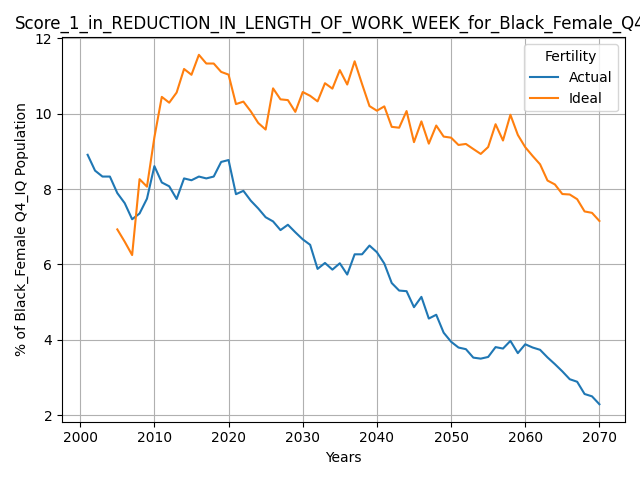 Score_1_in_REDUCTION_IN_LENGTH_OF_WORK_WEEK_for_Black_Female_Q4
Fertility
Actual
Ideal
% of Black_Female Q4_IQ Population
12
10
8
6
4
2
2000 2010 2020 2030 2040 2050 2060 2070
Years